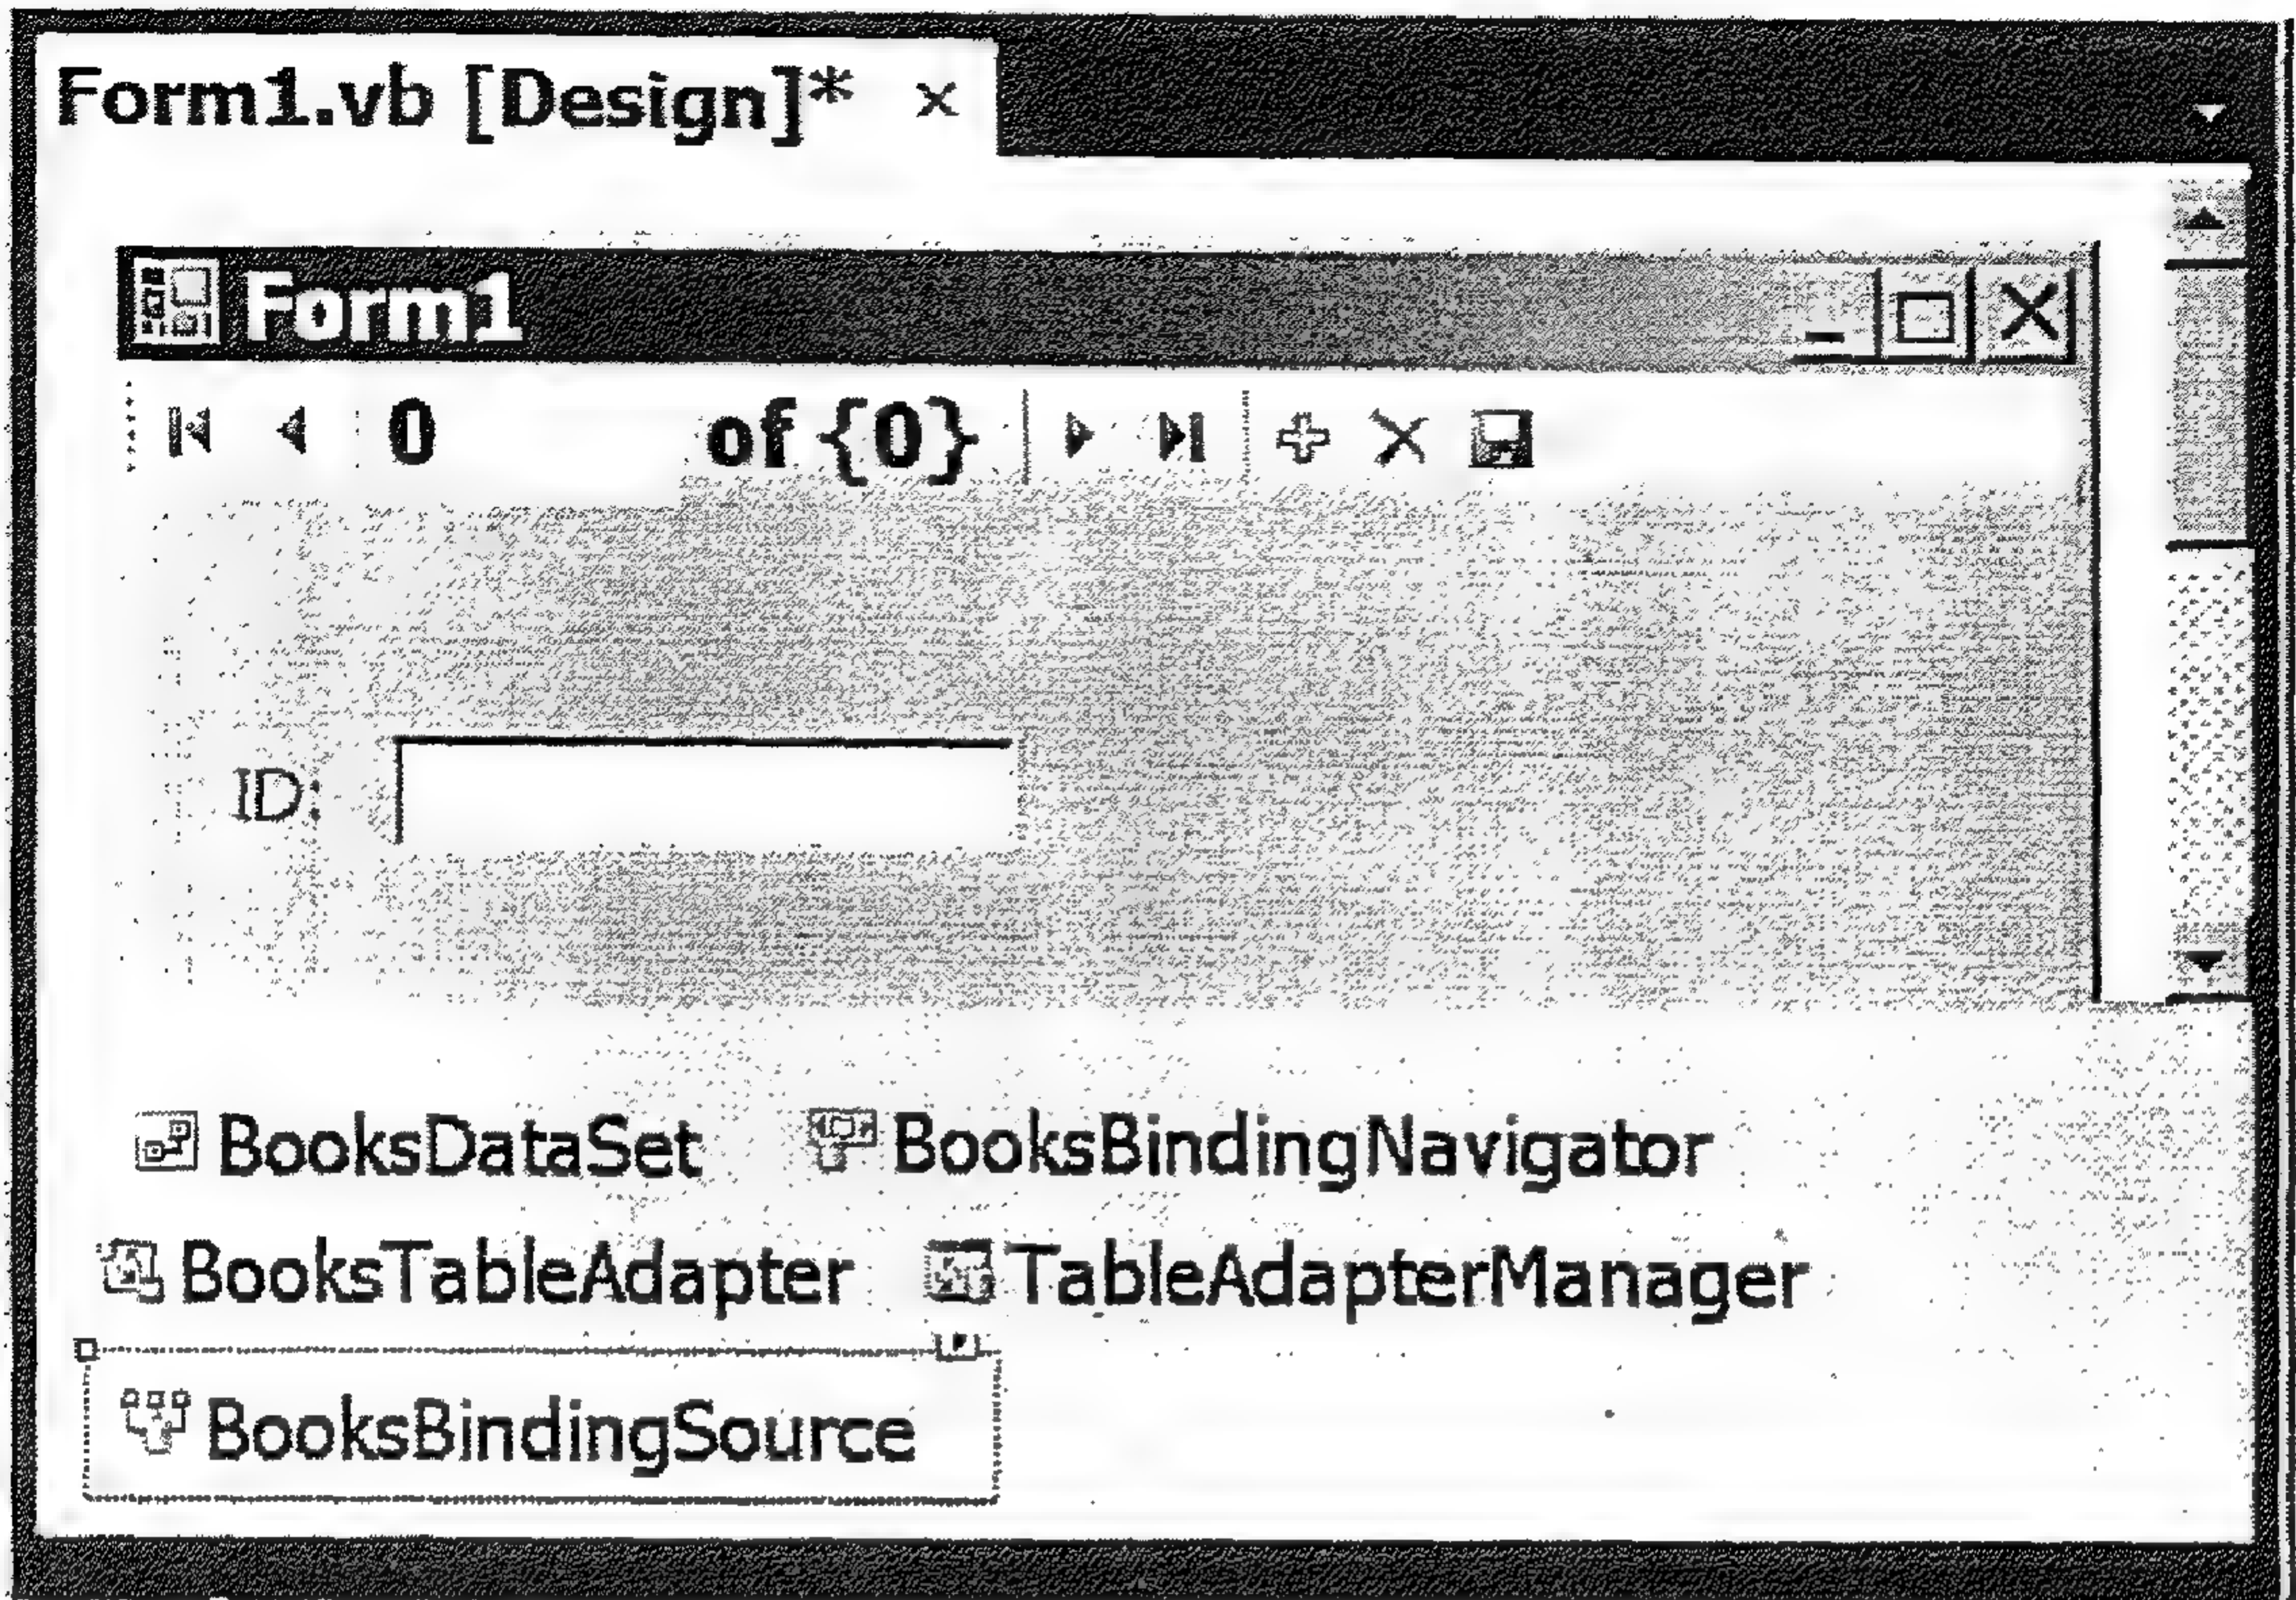 Form1.vb [Design]*
Form1
0 of {0}
ID:
BooksDataSet BooksBindingNavigator
BooksTableAdapter TableAdapterManager
BooksBindingSource